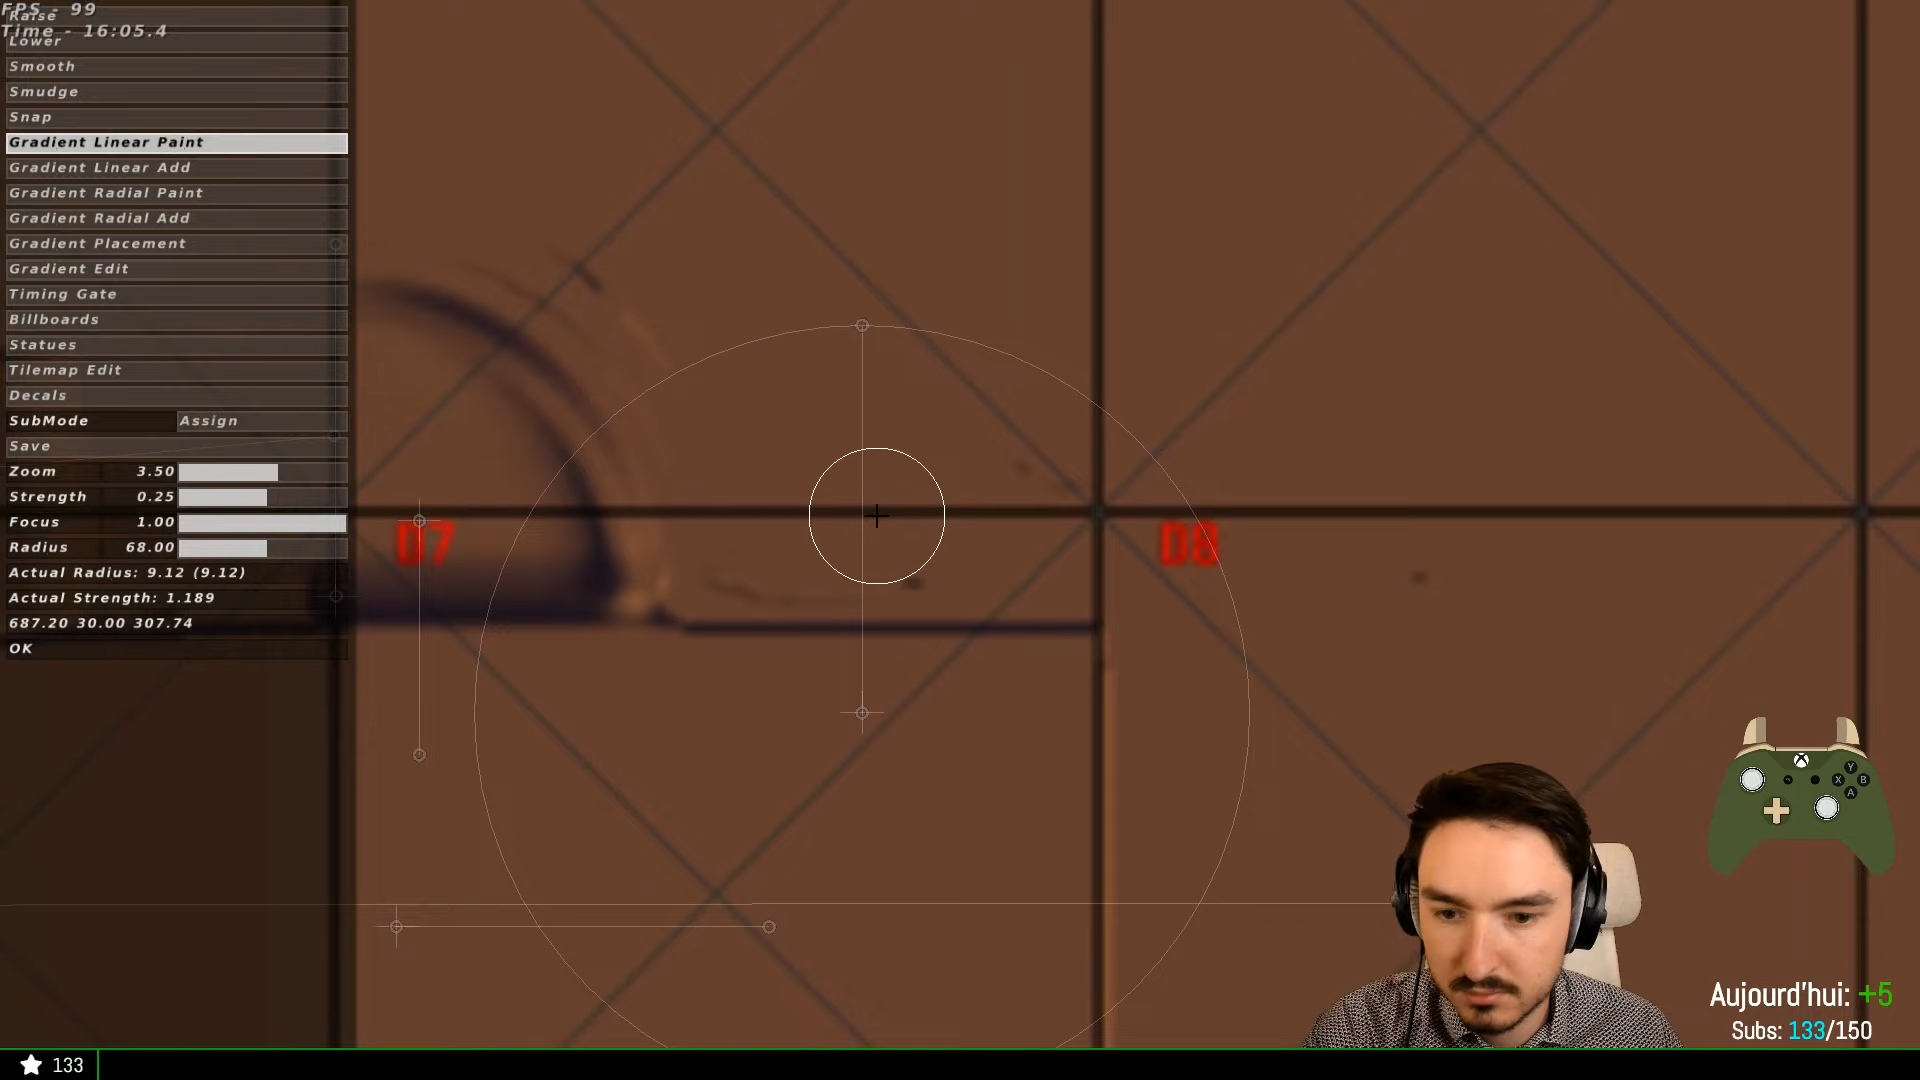 FPS - 99
Raise
Time - 16:05.4
Lower
Smooth
Smudge
Snap
Gradient Linear Paint
Gradient Linear Add
Gradient Radial Paint
Gradient Radial Add
Gradient Placement
Gradient Edit
Timing Gate
Billboards
Statues
Tilemap Edit
Decals
SubMode Assign
Save
Zoom 3.50
Strength 0.25
Focus 1.00
Radius 68.00
Actual Radius: 9.12 (9.12)
Actual Strength: 1.189
687.20 30.00 307.74
OK
07
08
Y
X B
A
Aujourd'hui: +5
Subs: 133/150
133